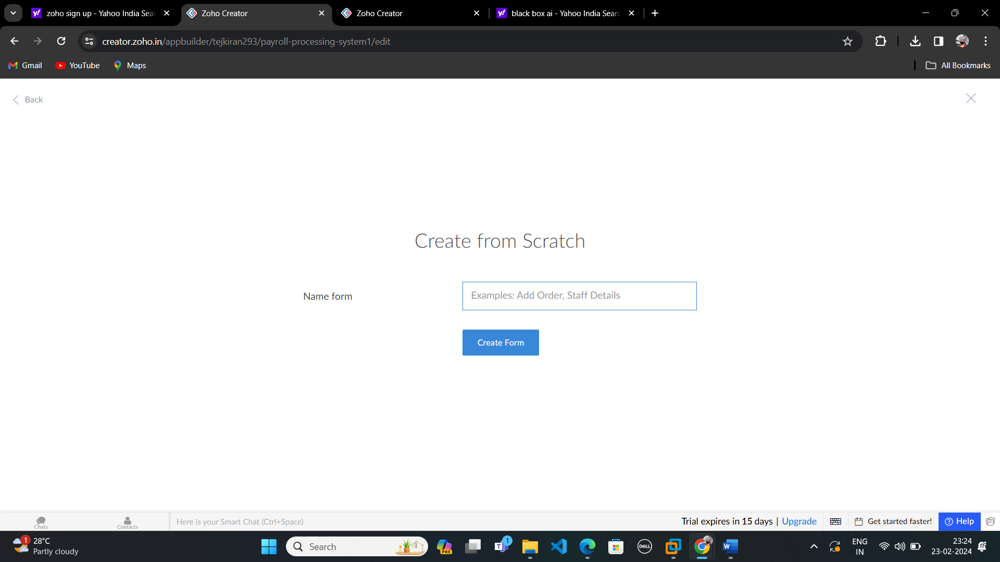 zoho sign up - Yahoo India Sear
Zoho Creator
Zoho Creator
black box ai - Yahoo India Searc
creator.zoho.in/appbuilder/tejkiran293/payroll-processing-system1/edit
Gmail
YouTube
Maps
All Bookmarks
Back
Create from Scratch
Name form
Examples: Add Order, Staff Details
Create Form
Chats
Contacts
Here is your Smart Chat (Ctrl+Space)
Trial expires in 15 days | Upgrade
Get started faster!
Help
1
28°C
Partly cloudy
Search
PRE
1
DELL
ENG
IN
23:24
23-02-2024